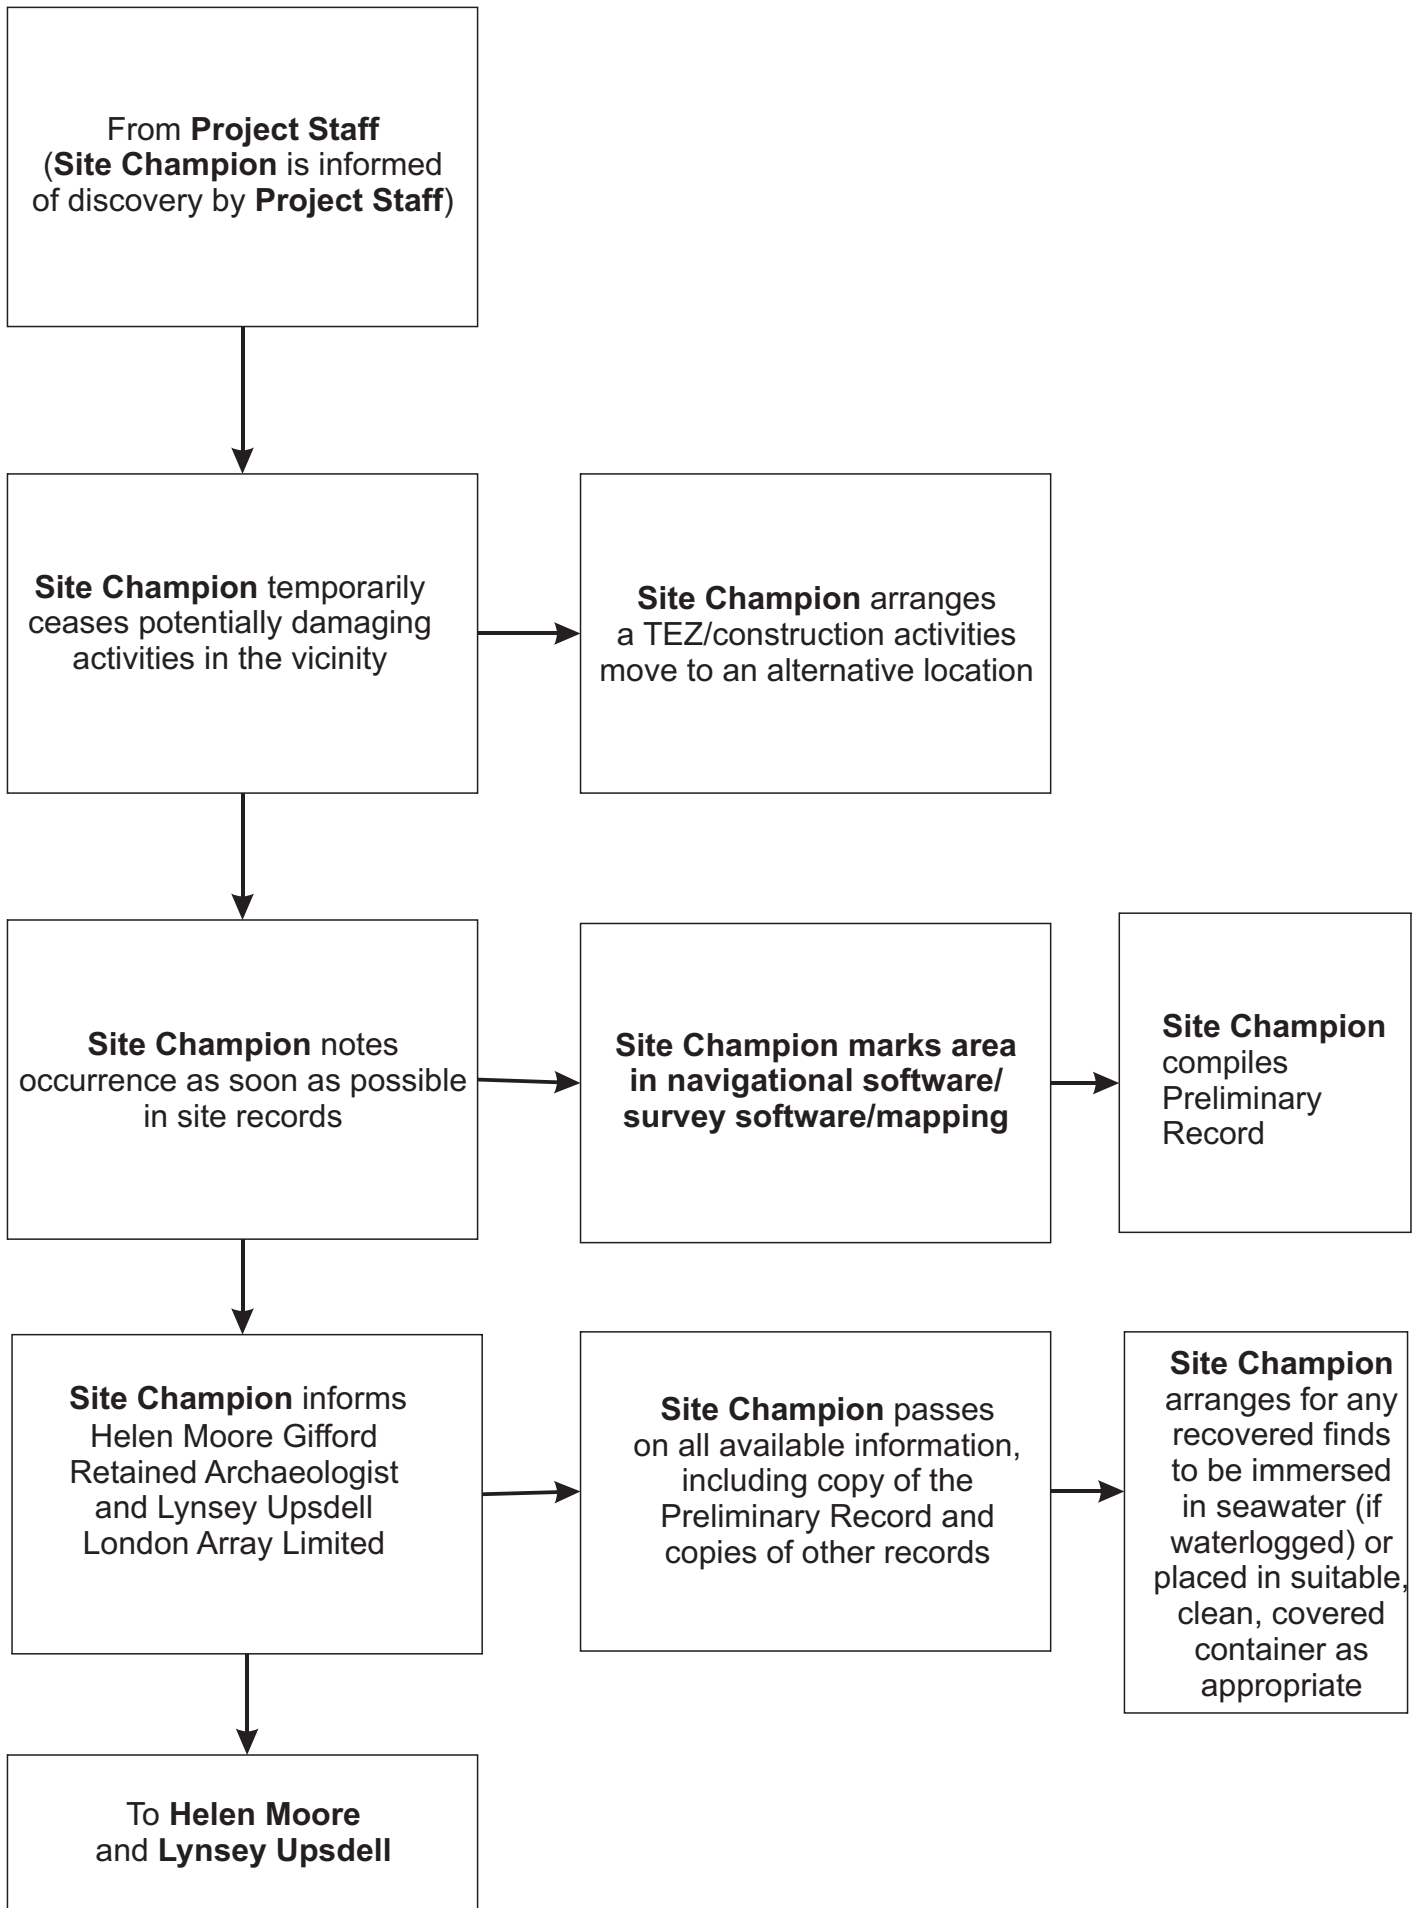 From Project Staff
(Site Champion is informed
of discovery by Project Staff)
Site Champion temporarily
ceases potentially damaging
activities in the vicinity
Site Champion arranges
a TEZ/construction activities
move to an alternative location
Site Champion notes
occurrence as soon as possible
in site records
Site Champion marks area
in navigational software/
survey software/mapping
Site Champion
compiles
Preliminary
Record
Site Champion informs
Helen Moore Gifford
Retained Archaeologist
and Lynsey Upsdell
London Array Limited
Site Champion passes
on all available information,
including copy of the
Preliminary Record and
copies of other records
Site Champion
arranges for any
recovered finds
to be immersed
in seawater (if
waterlogged) or
placed in suitable,
clean, covered
container as
appropriate
To Helen Moore
and Lynsey Upsdell